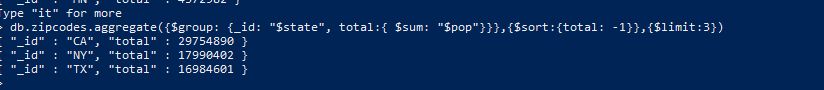 Type "it" for more
> db.zipcodes.aggregate({$group: {_id: "$state", total:{ $sum: "$pop"}}},{$sort:{total: -1}},{$limit:3})
{ "_id" : "CA", "total" : 29754890 }
{ "_id" : "NY", "total" : 17990402 }
{ "_id" : "TX", "total" : 16984601 }
>